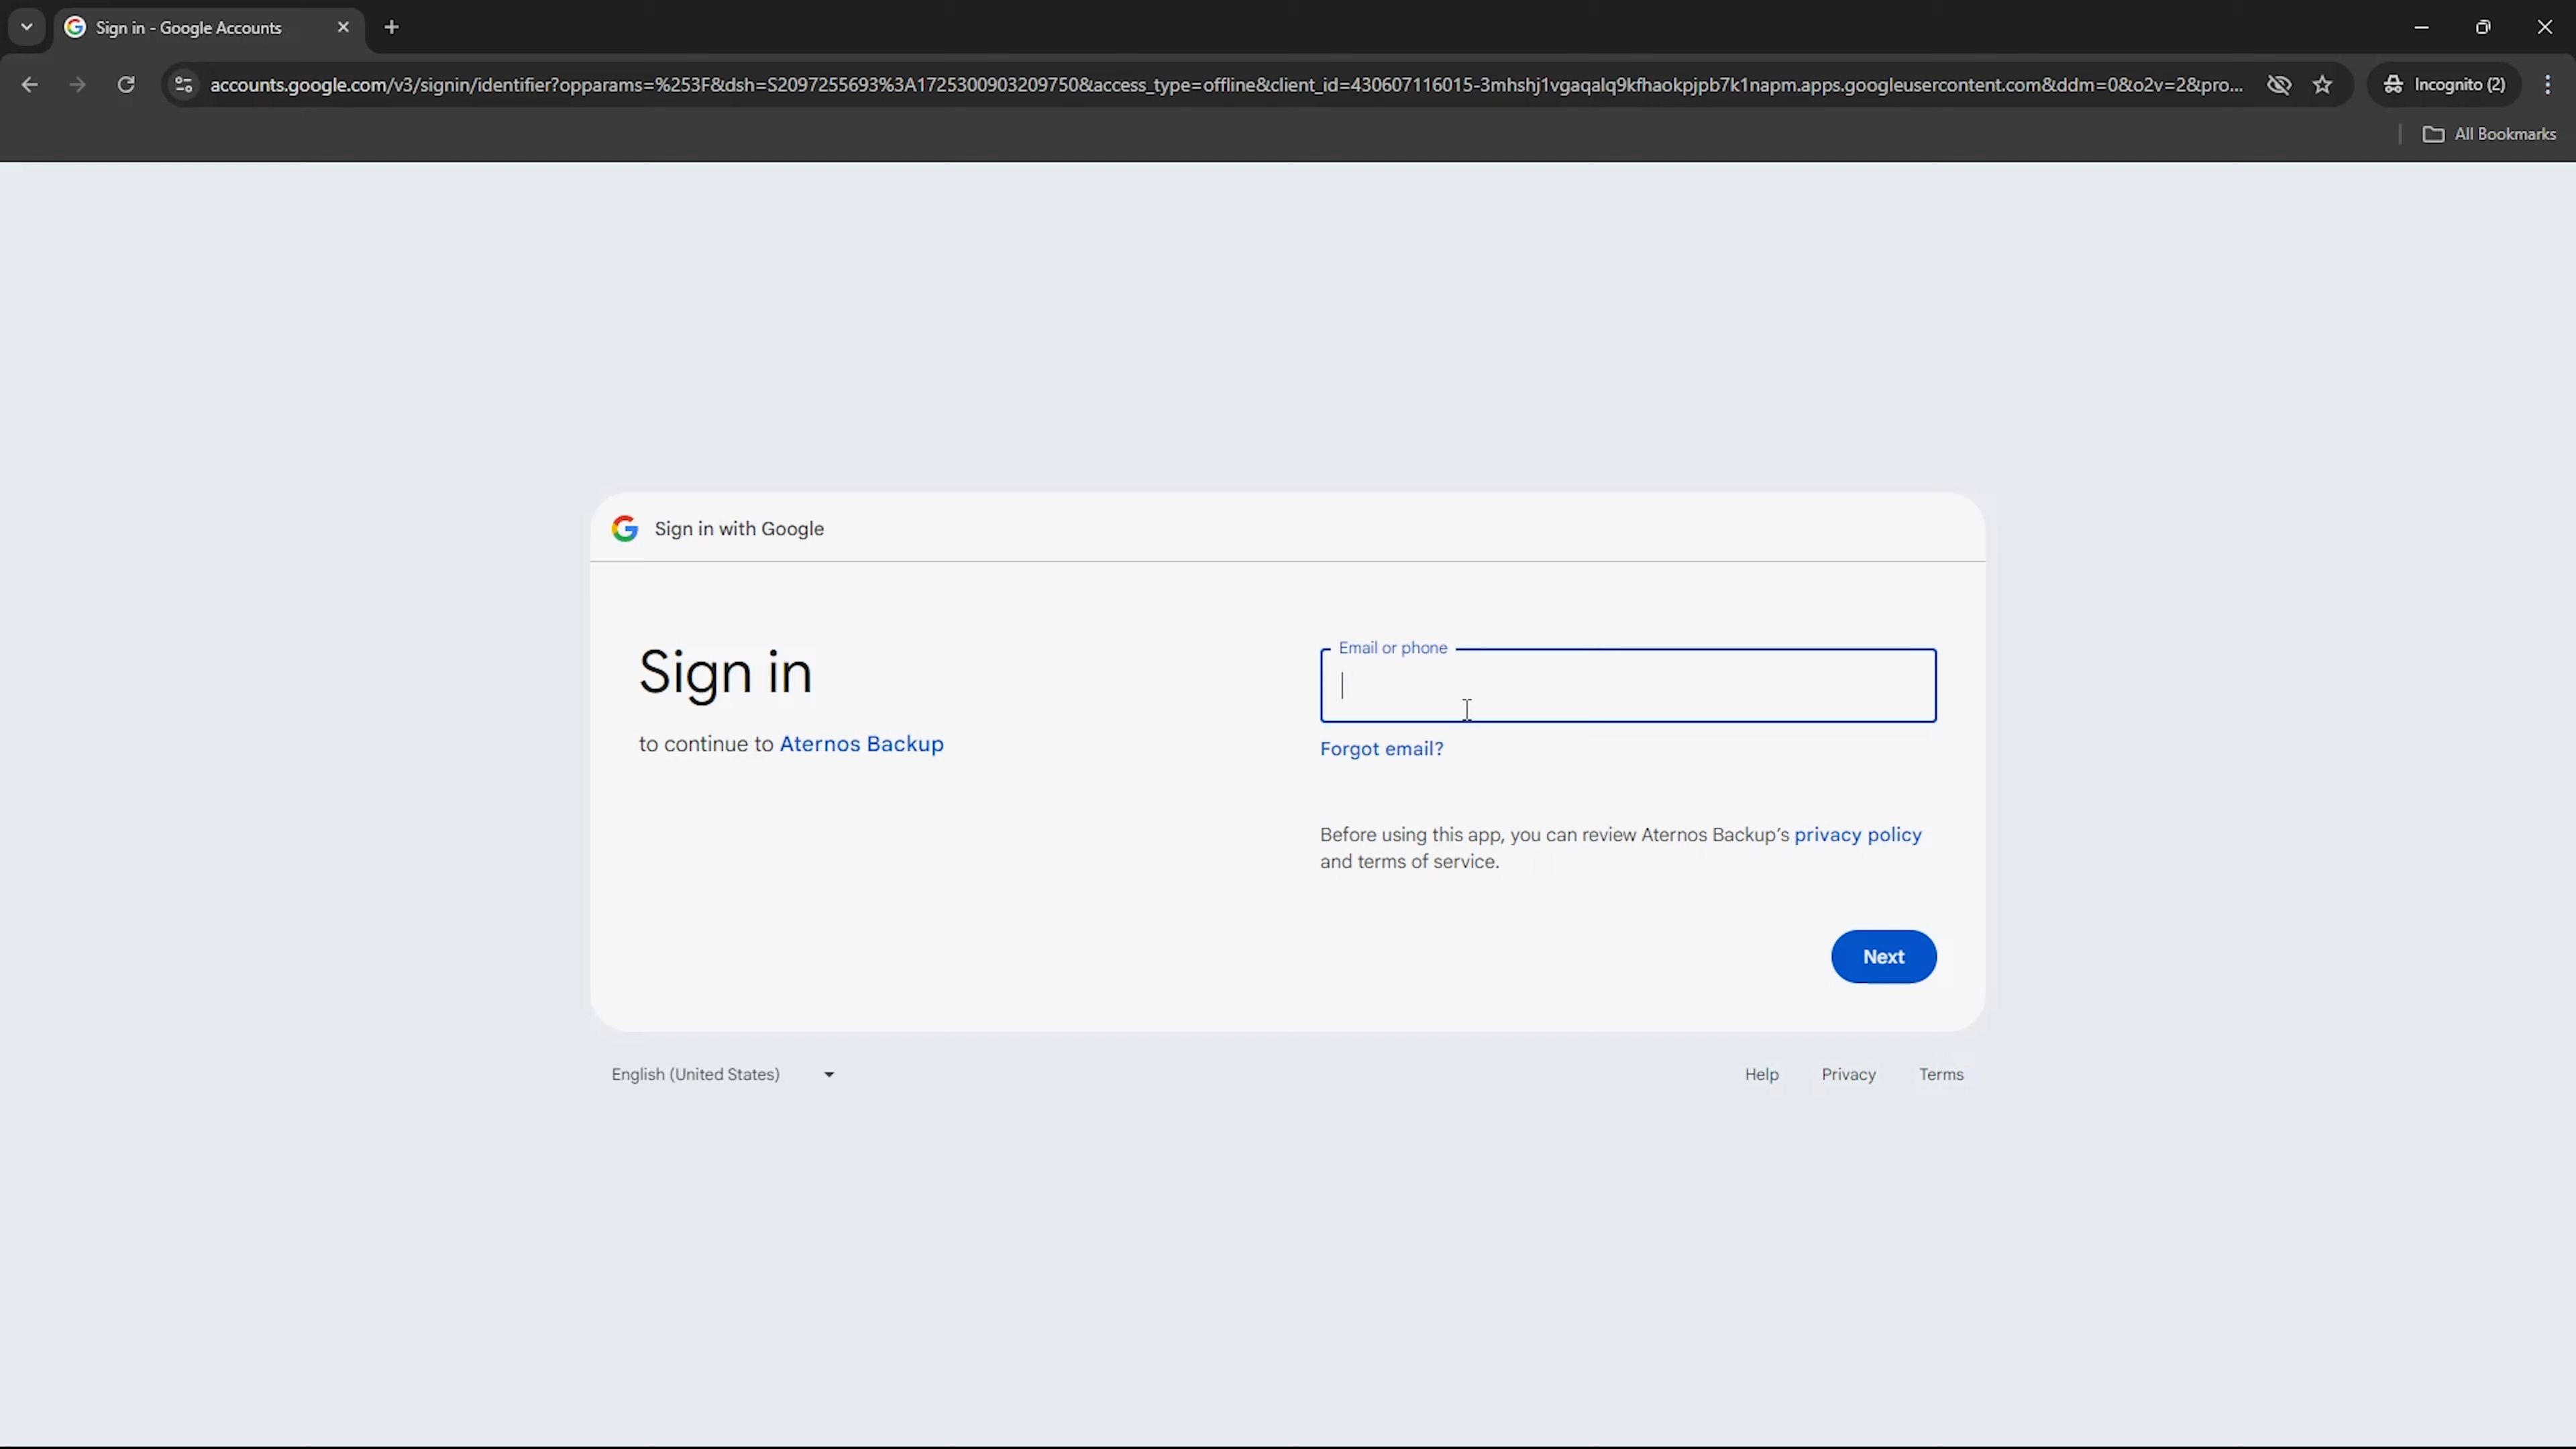 Sign in - Google Accounts
accounts.google.com/v3/signin/identifier?opparams=%253F&dsh=S2097255693%3A1725300903209750&access_type=offline&client_id=430607116015-3mhshj1vgaqalq9kfhaokpjpb7k1napm.apps.googleusercontent.com&ddm=0&o2v=2&pro...
Incognito (2)
All Bookmarks
Sign in with Google
Sign in
to continue to Aternos Backup
Email or phone
Forgot email?
Before using this app, you can review Aternos Backup's privacy policy
and terms of service.
Next
English (United States)
Help Privacy Terms